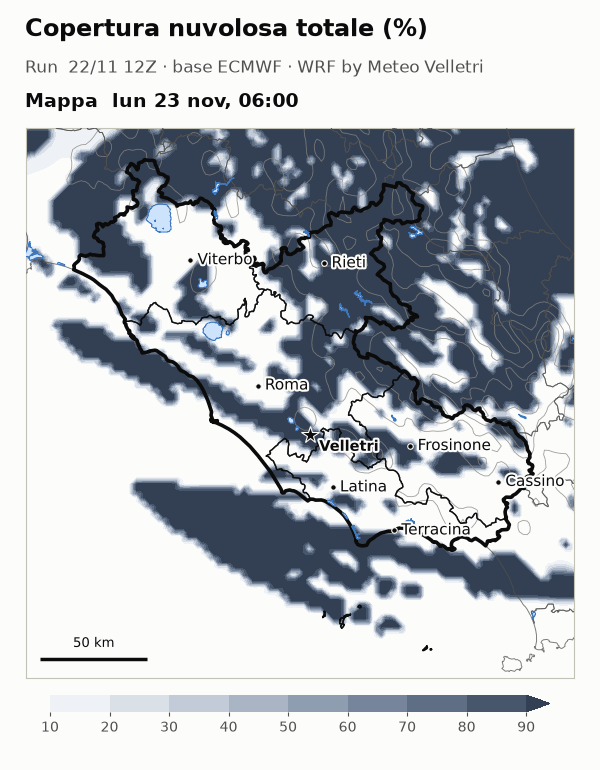 Copertura nuvolosa totale (%)
Run  22/11 12Z · base ECMWF · WRF by Meteo Velletri
Mappa  lun 23 nov, 06:00
Viterbo
Rieti
Roma
Velletri
Frosinone
Cassino
Latina
Terracina
50 km
10 20 30 40 50 60 70 80 90